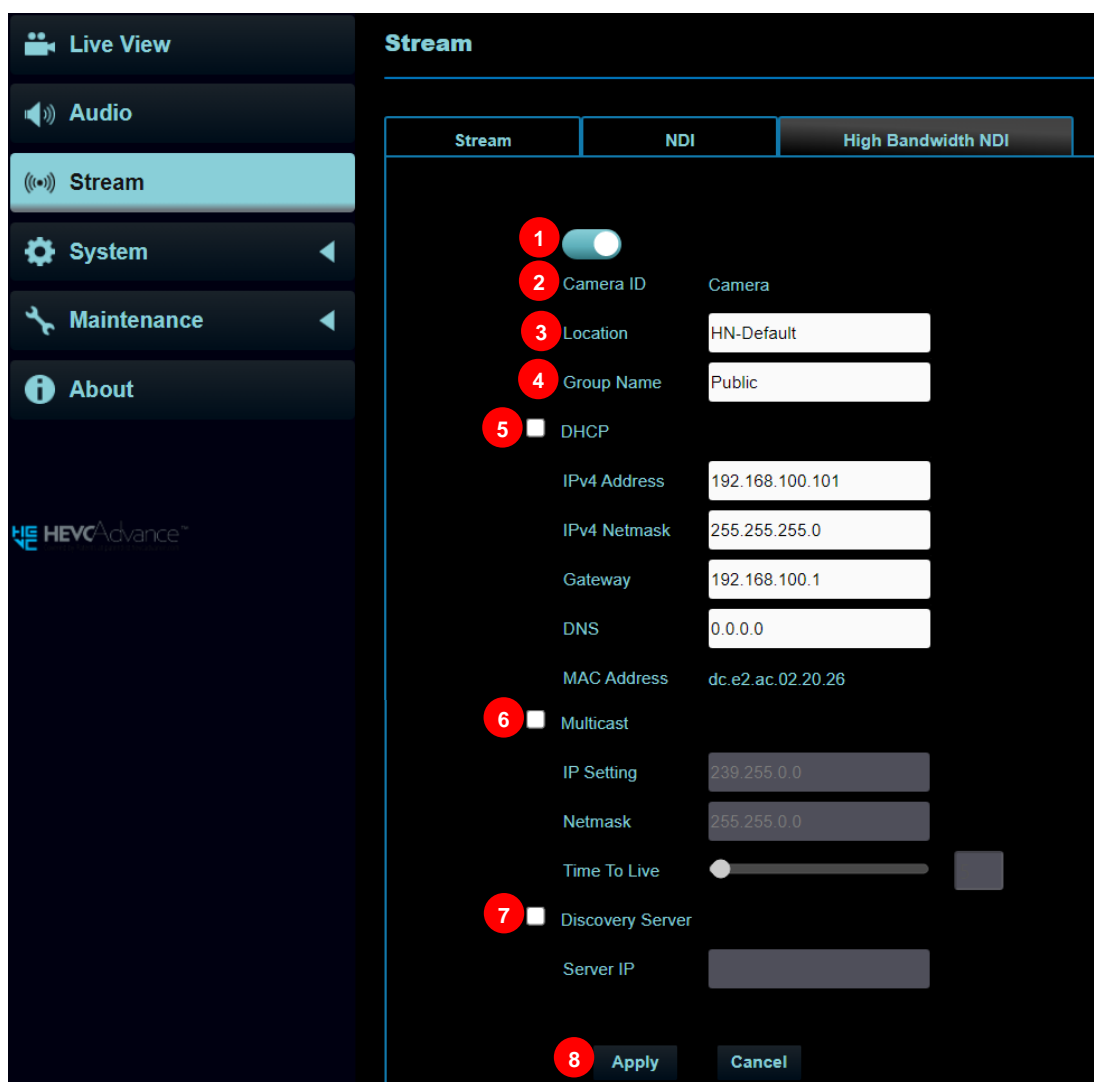 Live View
Audio
Stream
System
Maintenance
About
HEVCAdvance™
Stream
Stream NDI High Bandwidth NDI
1
2 Camera ID Camera
3 Location HN-Default
4 Group Name Public
5 DHCP
IPv4 Address 192.168.100.101
IPv4 Netmask 255.255.255.0
Gateway 192.168.100.1
DNS 0.0.0.0
MAC Address dc.e2.ac.02.20.26
6 Multicast
IP Setting 239.255.0.0
Netmask 255.255.0.0
Time To Live
7 Discovery Server
Server IP
8 Apply Cancel